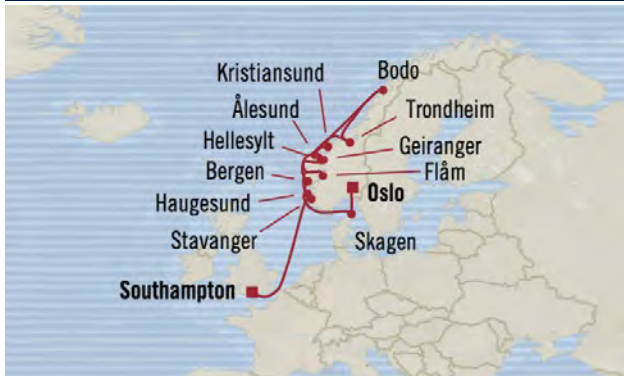 Kristiansund
Bodo
Ålesund
Trondheim
Hellesylt
Geiranger
Bergen
Flåm
Oslo
Haugesund
Stavanger
Skagen
Southampton